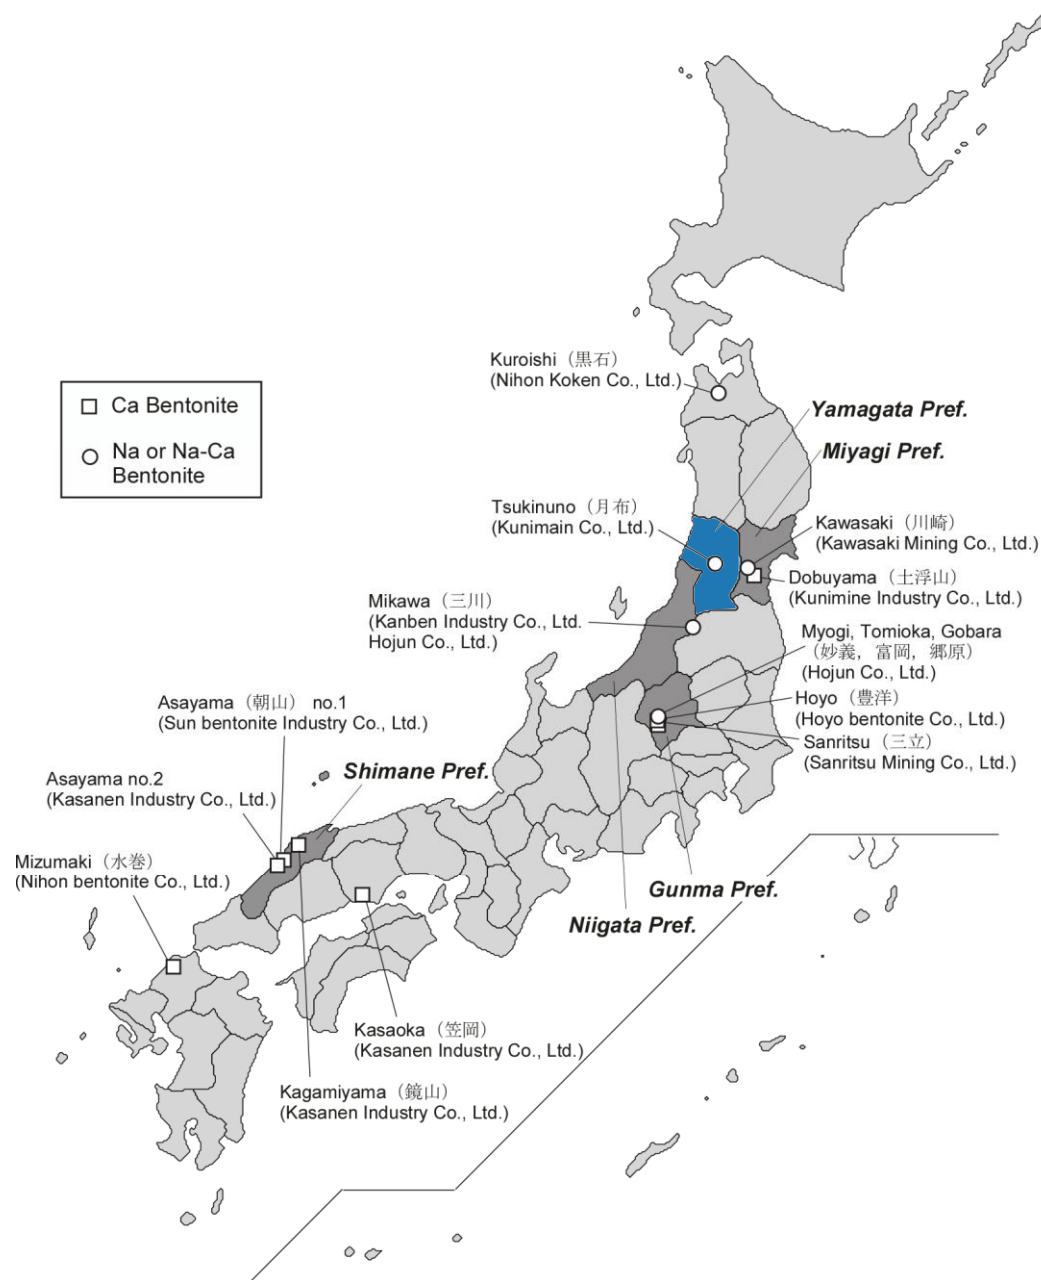 Kuroishi（黒石）
(Nihon Koken Co., Ltd.)
Ca Bentonite
Na or Na-Ca
Bentonite
Yamagata Pref.
Miyagi Pref.
Tsukinuno（月布）
(Kunimain Co., Ltd.)
Kawasaki（川崎）
(Kawasaki Mining Co., Ltd.)
Dobuyama（土浮山）
(Kunimine Industry Co., Ltd.)
Mikawa（三川）
(Kanben Industry Co., Ltd.
Hojun Co., Ltd.)
Myogi, Tomioka, Gobara
（妙義，富岡，郷原）
(Hojun Co., Ltd.)
Hoyo（豊洋）
(Hoyo bentonite Co., Ltd.)
Sanritsu（三立）
(Sanritsu Mining Co., Ltd.)
Asayama（朝山）no.1
(Sun bentonite Industry Co., Ltd.)
Asayama no.2
(Kasanen Industry Co., Ltd.)
Shimane Pref.
Mizumaki（水巻）
(Nihon bentonite Co., Ltd.)
Gunma Pref.
Niigata Pref.
Kasaoka（笠岡）
(Kasanen Industry Co., Ltd.)
Kagamiyama（鏡山）
(Kasanen Industry Co., Ltd.)